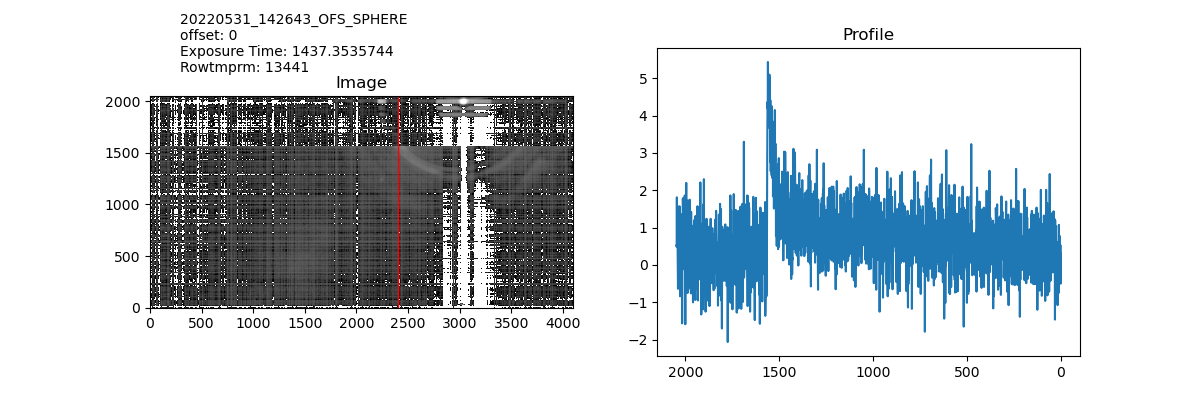 20220531_142643_OFS_SPHERE
offset: 0
Exposure Time: 1437.3535744
Rowtmprm: 13441
Image
2000
1500
1000
500
0
0 500 1000 1500 2000 2500 3000 3500 4000
Profile
5
4
3
2
1
0
−1
−2
2000 1500 1000 500 0